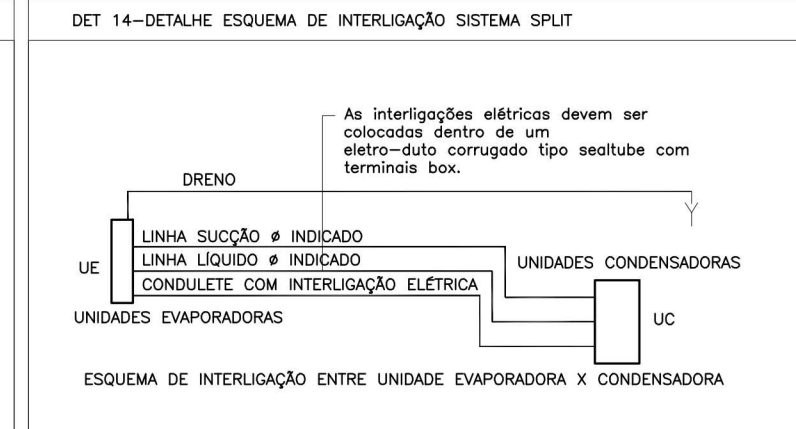 DET 14-DETALHE ESQUEMA DE INTERLIGAÇÃO SISTEMA SPLIT
As interligações elétricas devem ser
colocadas dentro de um
eletro-duto corrugado tipo sealtube com
terminais box.
DRENO
LINHA SUCÇÃO ø INDICADO
LINHA LÍQUIDO ø INDICADO
CONDULETE COM INTERLIGAÇÃO ELÉTRICA
UE
UNIDADES EVAPORADORAS
UNIDADES CONDENSADORAS
UC
ESQUEMA DE INTERLIGAÇÃO ENTRE UNIDADE EVAPORADORA X CONDENSADORA